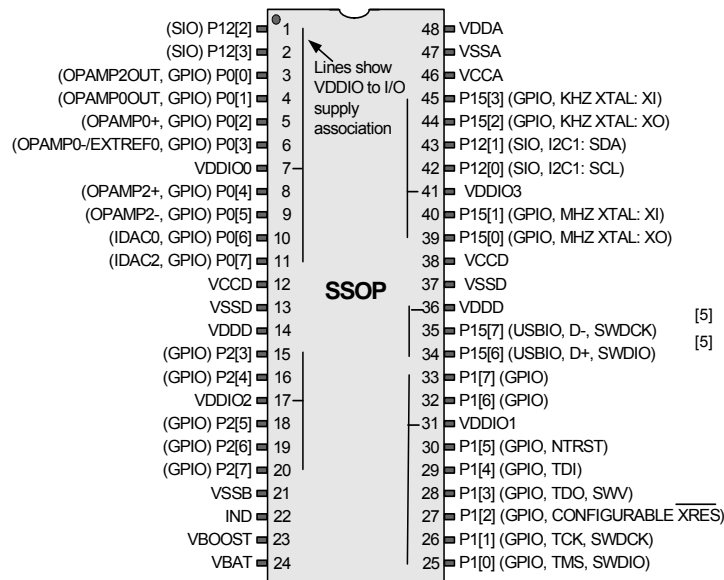 (SIO) P12[2] 1
(SIO) P12[3] 2
(OPAMP2OUT, GPIO) P0[0] 3
(OPAMP0OUT, GPIO) P0[1] 4
(OPAMP0+, GPIO) P0[2] 5
(OPAMP0-/EXTREF0, GPIO) P0[3] 6
VDDIO0 7
(OPAMP2+, GPIO) P0[4] 8
(OPAMP2-, GPIO) P0[5] 9
(IDAC0, GPIO) P0[6] 10
(IDAC2, GPIO) P0[7] 11
VCCD 12
VSSD 13
VDDD 14
(GPIO) P2[3] 15
(GPIO) P2[4] 16
VDDIO2 17
(GPIO) P2[5] 18
(GPIO) P2[6] 19
(GPIO) P2[7] 20
VSSB 21
IND 22
VBOOST 23
VBAT 24
Lines show
VDDIO to I/O
supply
association
SSOP
48 VDDA
47 VSSA
46 VCCA
45 P15[3] (GPIO, KHZ XTAL: XI)
44 P15[2] (GPIO, KHZ XTAL: XO)
43 P12[1] (SIO, I2C1: SDA)
42 P12[0] (SIO, I2C1: SCL)
41 VDDIO3
40 P15[1] (GPIO, MHZ XTAL: XI)
39 P15[0] (GPIO, MHZ XTAL: XO)
38 VCCD
37 VSSD
36 VDDD
35 P15[7] (USBIO, D-, SWDCK) [5]
34 P15[6] (USBIO, D+, SWDIO) [5]
33 P1[7] (GPIO)
32 P1[6] (GPIO)
31 VDDIO1
30 P1[5] (GPIO, NTRST)
29 P1[4] (GPIO, TDI)
28 P1[3] (GPIO, TDO, SWV)
27 P1[2] (GPIO, CONFIGURABLE XRES)
26 P1[1] (GPIO, TCK, SWDCK)
25 P1[0] (GPIO, TMS, SWDIO)